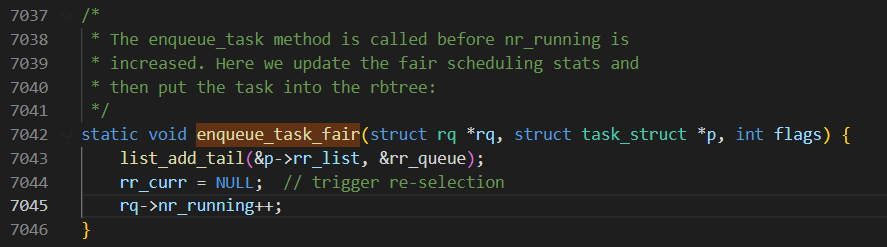 7037 /*
7038  * The enqueue_task method is called before nr_running is
7039  * increased. Here we update the fair scheduling stats and
7040  * then put the task into the rbtree:
7041  */
7042 static void enqueue_task_fair(struct rq *rq, struct task_struct *p, int flags) {
7043     list_add_tail(&p->rr_list, &rr_queue);
7044     rr_curr = NULL;  // trigger re-selection
7045     rq->nr_running++;
7046 }